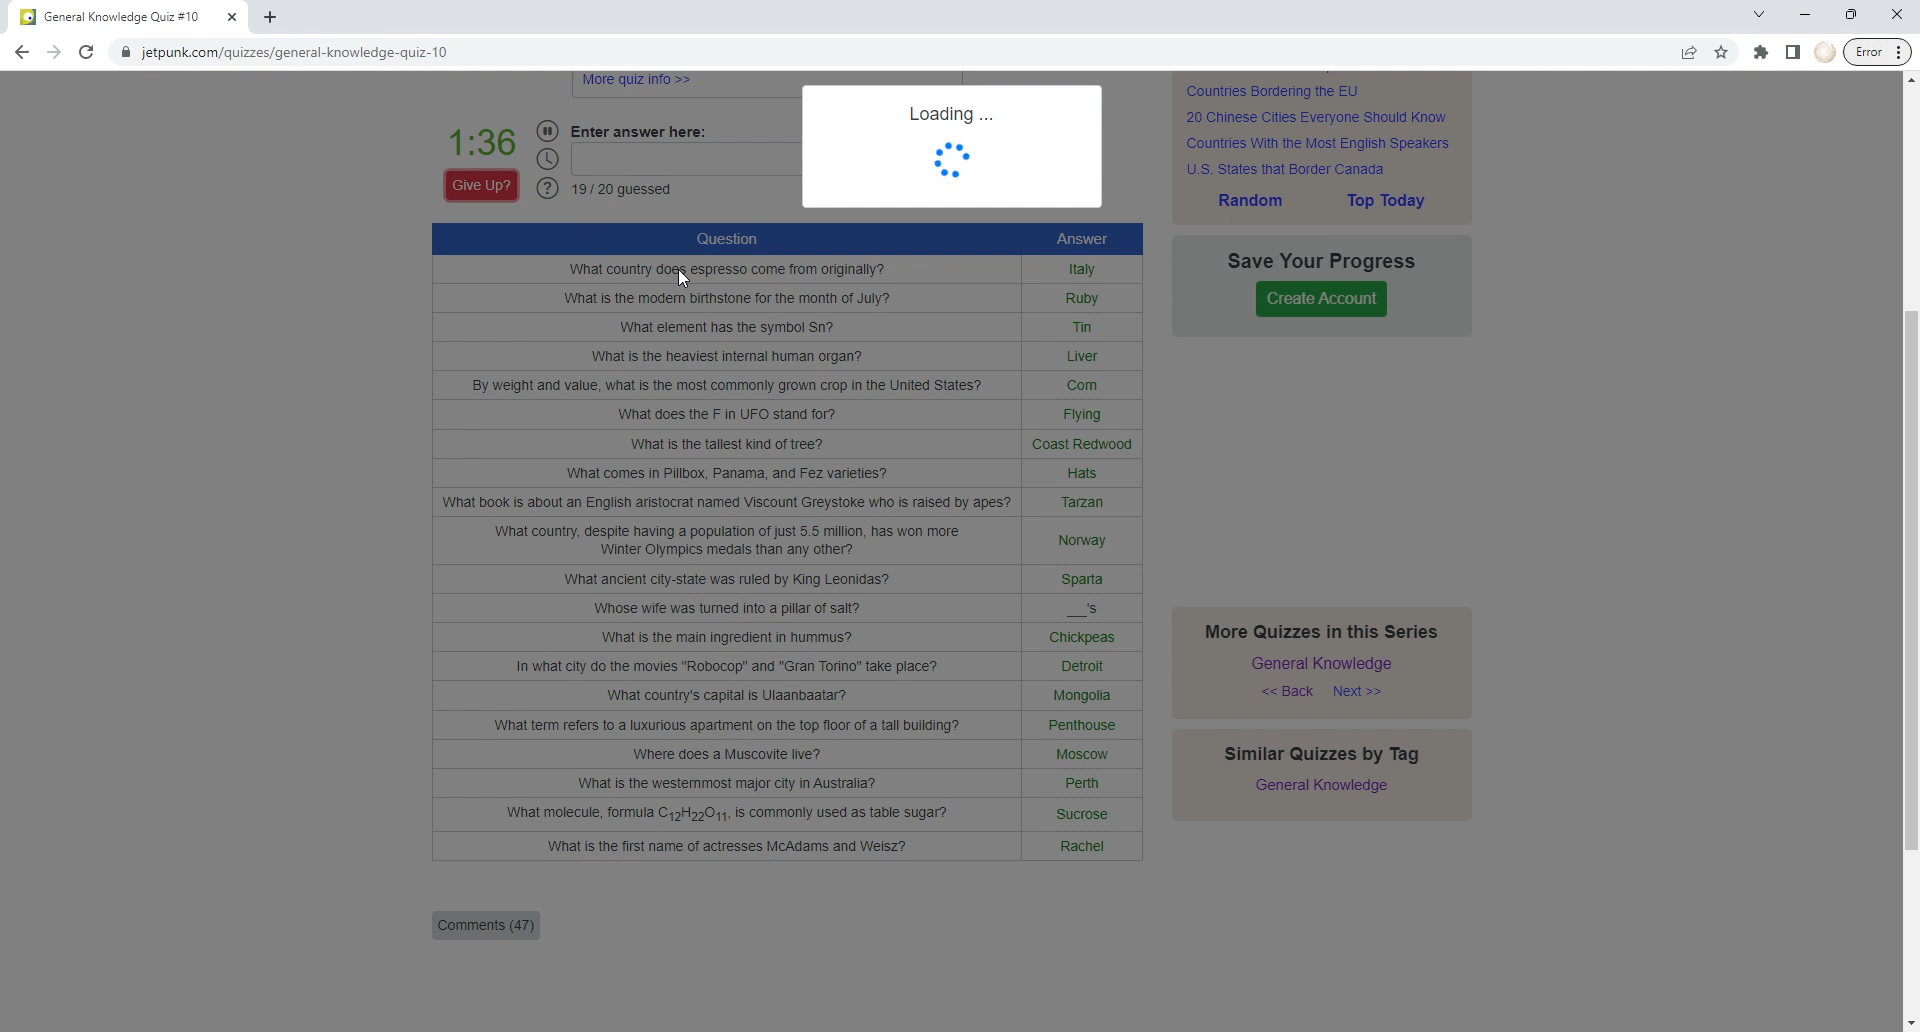 General Knowledge Quiz #10
jetpunk.com/quizzes/general-knowledge-quiz-10
Error
More quiz info >>
Loading ...
1:36
Enter answer here:
Give Up?
19 / 20 guessed
Question Answer
What country does espresso come from originally? Italy
What is the modern birthstone for the month of July? Ruby
What element has the symbol Sn? Tin
What is the heaviest internal human organ? Liver
By weight and value, what is the most commonly grown crop in the United States? Corn
What does the F in UFO stand for? Flying
What is the tallest kind of tree? Coast Redwood
What comes in Pillbox, Panama, and Fez varieties? Hats
What book is about an English aristocrat named Viscount Greystoke who is raised by apes? Tarzan
What country, despite having a population of just 5.5 million, has won more
Winter Olympics medals than any other? Norway
What ancient city-state was ruled by King Leonidas? Sparta
Whose wife was turned into a pillar of salt? ___'s
What is the main ingredient in hummus? Chickpeas
In what city do the movies "Robocop" and "Gran Torino" take place? Detroit
What country's capital is Ulaanbaatar? Mongolia
What term refers to a luxurious apartment on the top floor of a tall building? Penthouse
Where does a Muscovite live? Moscow
What is the westernmost major city in Australia? Perth
What molecule, formula C12H22O11, is commonly used as table sugar? Sucrose
What is the first name of actresses McAdams and Weisz? Rachel
Comments (47)
Countries Bordering the EU
20 Chinese Cities Everyone Should Know
Countries With the Most English Speakers
U.S. States that Border Canada
Random Top Today
Save Your Progress
Create Account
More Quizzes in this Series
General Knowledge
<< Back Next >>
Similar Quizzes by Tag
General Knowledge